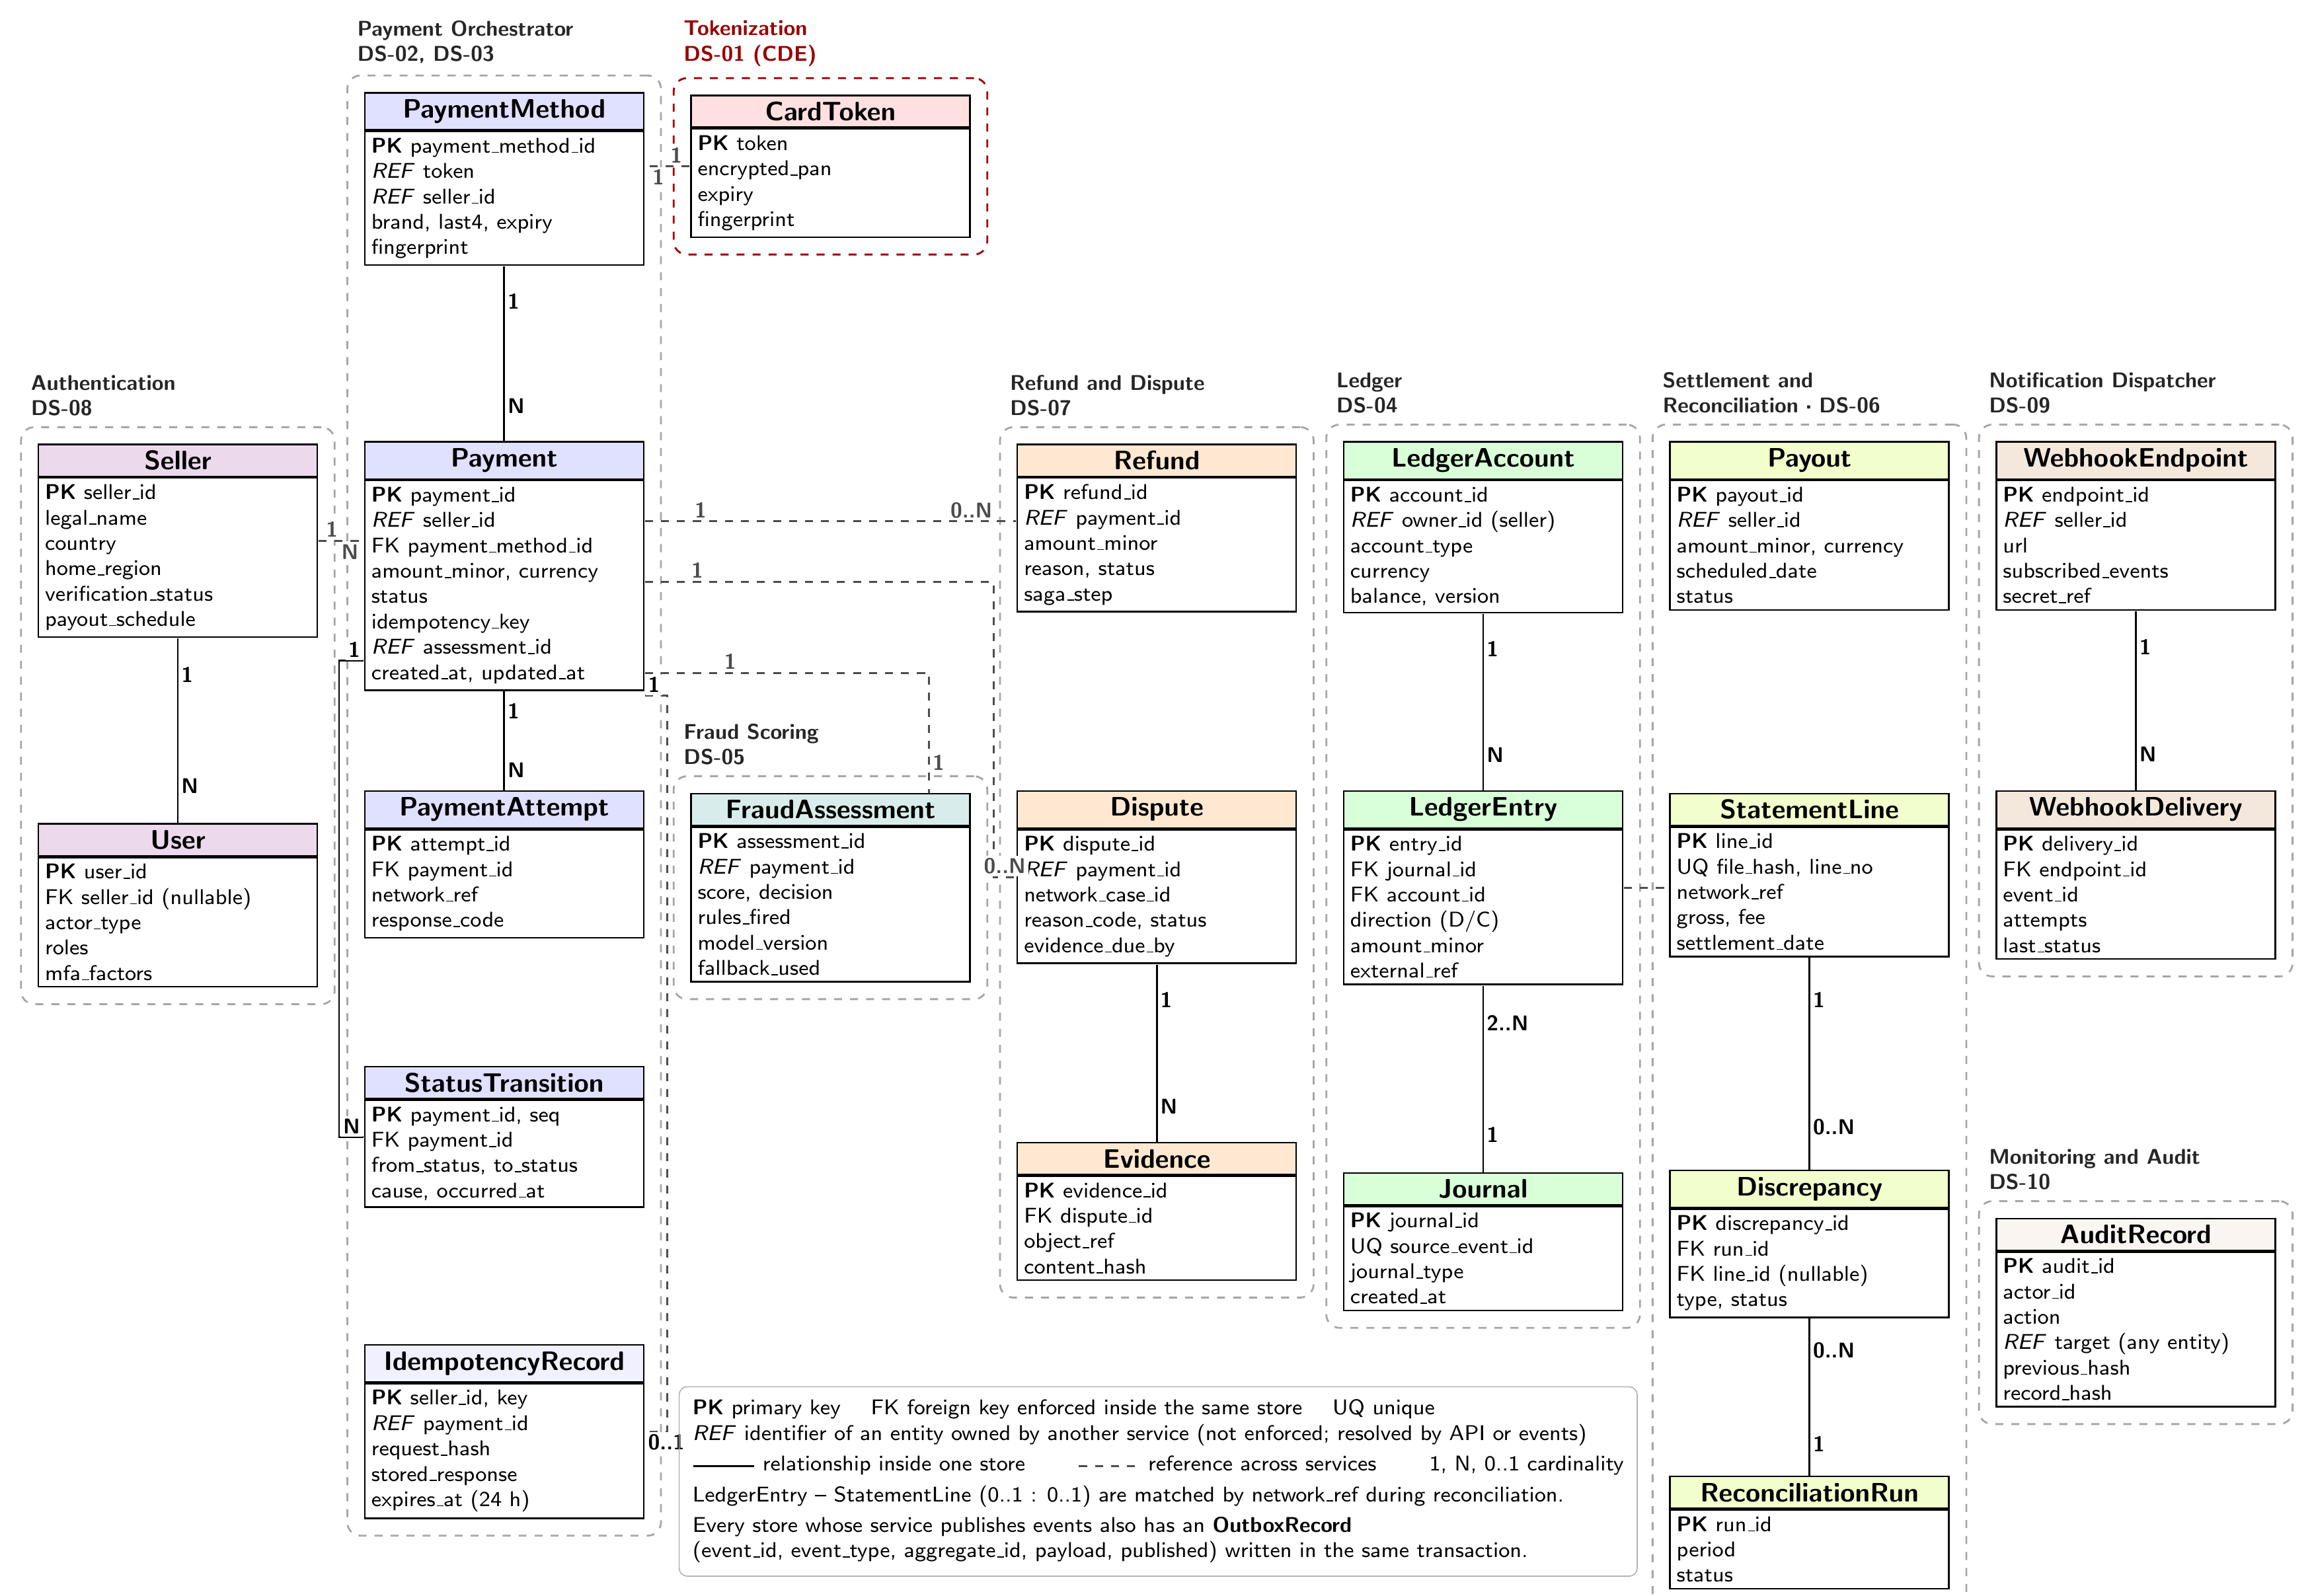 Payment Orchestrator
DS-02, DS-03
PaymentMethod
PK payment_method_id
REF token
REF seller_id
brand, last4, expiry
fingerprint
1
N
Tokenization
DS-01 (CDE)
CardToken
PK token
encrypted_pan
expiry
fingerprint
1
1
Authentication
DS-08
Seller
PK seller_id
legal_name
country
home_region
verification_status
payout_schedule
1
N
1
N
User
PK user_id
FK seller_id (nullable)
actor_type
roles
mfa_factors
Payment
PK payment_id
REF seller_id
FK payment_method_id
amount_minor, currency
status
idempotency_key
REF assessment_id
created_at, updated_at
1
N
1
N
1
0..N
1
0..N
1
1
1
0..1
PaymentAttempt
PK attempt_id
FK payment_id
network_ref
response_code
StatusTransition
PK payment_id, seq
FK payment_id
from_status, to_status
cause, occurred_at
IdempotencyRecord
PK seller_id, key
REF payment_id
request_hash
stored_response
expires_at (24 h)
Fraud Scoring
DS-05
FraudAssessment
PK assessment_id
REF payment_id
score, decision
rules_fired
model_version
fallback_used
Refund and Dispute
DS-07
Refund
PK refund_id
REF payment_id
amount_minor
reason, status
saga_step
Dispute
PK dispute_id
REF payment_id
network_case_id
reason_code, status
evidence_due_by
1
N
Evidence
PK evidence_id
FK dispute_id
object_ref
content_hash
Ledger
DS-04
LedgerAccount
PK account_id
REF owner_id (seller)
account_type
currency
balance, version
1
N
LedgerEntry
PK entry_id
FK journal_id
FK account_id
direction (D/C)
amount_minor
external_ref
2..N
1
Journal
PK journal_id
UQ source_event_id
journal_type
created_at
Settlement and
Reconciliation · DS-06
Payout
PK payout_id
REF seller_id
amount_minor, currency
scheduled_date
status
StatementLine
PK line_id
UQ file_hash, line_no
network_ref
gross, fee
settlement_date
1
0..N
Discrepancy
PK discrepancy_id
FK run_id
FK line_id (nullable)
type, status
0..N
1
ReconciliationRun
PK run_id
period
status
Notification Dispatcher
DS-09
WebhookEndpoint
PK endpoint_id
REF seller_id
url
subscribed_events
secret_ref
1
N
WebhookDelivery
PK delivery_id
FK endpoint_id
event_id
attempts
last_status
Monitoring and Audit
DS-10
AuditRecord
PK audit_id
actor_id
action
REF target (any entity)
previous_hash
record_hash
PK primary key FK foreign key enforced inside the same store UQ unique
REF identifier of an entity owned by another service (not enforced; resolved by API or events)
relationship inside one store reference across services 1, N, 0..1 cardinality
LedgerEntry – StatementLine (0..1 : 0..1) are matched by network_ref during reconciliation.
Every store whose service publishes events also has an OutboxRecord
(event_id, event_type, aggregate_id, payload, published) written in the same transaction.